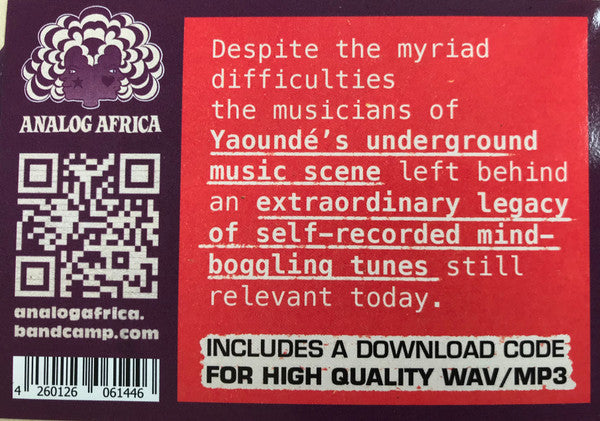 ANALOG AFRICA
analogafrica.
bandcamp.com
4 260126 061446
Despite the myriad
difficulties
the musicians of
Yaoundé’s underground
music scene left behind
an extraordinary legacy
of self-recorded mind-
boggling tunes still
relevant today.
INCLUDES A DOWNLOAD CODE
FOR HIGH QUALITY WAV/MP3